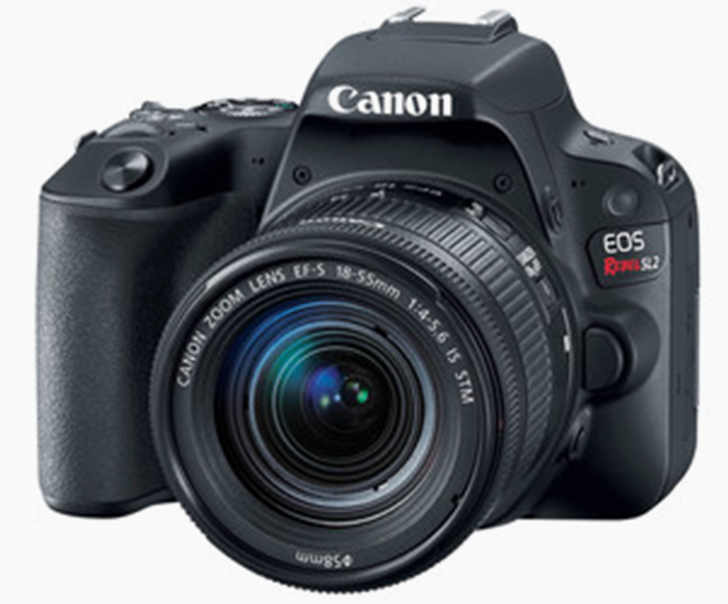 Canon
EOS
REBEL SL2
CANON ZOOM LENS EF-S 18-55mm 1:4-5.6 IS STM
Φ58mm